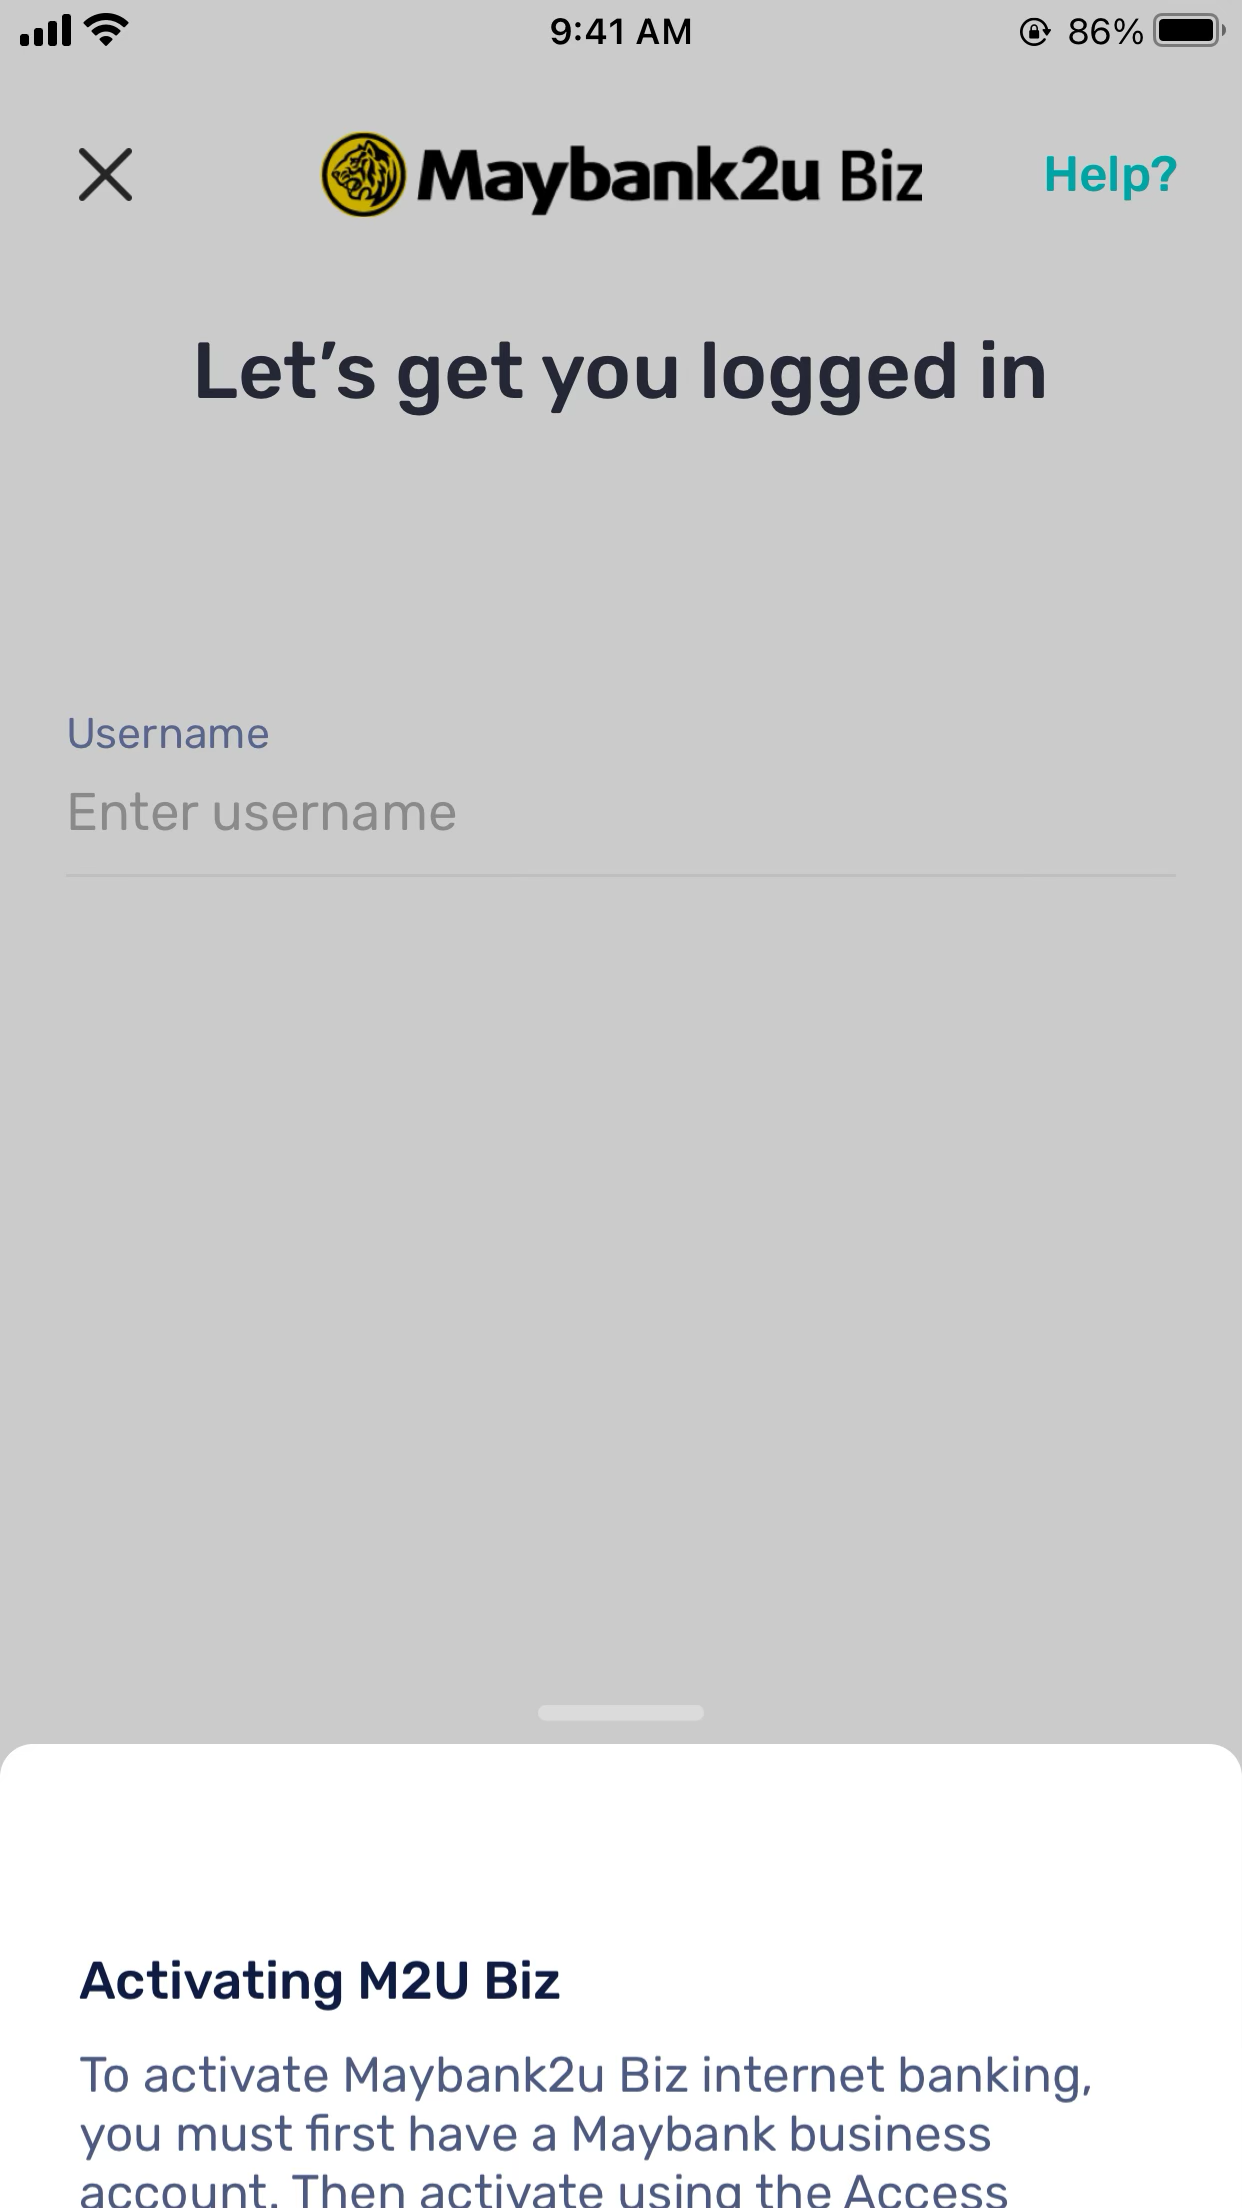 9:41 AM
86%
Maybank2u Biz
Help?
Let’s get you logged in
Username
Enter username
Activating M2U Biz
To activate Maybank2u Biz internet banking,
you must first have a Maybank business
account. Then activate using the Access